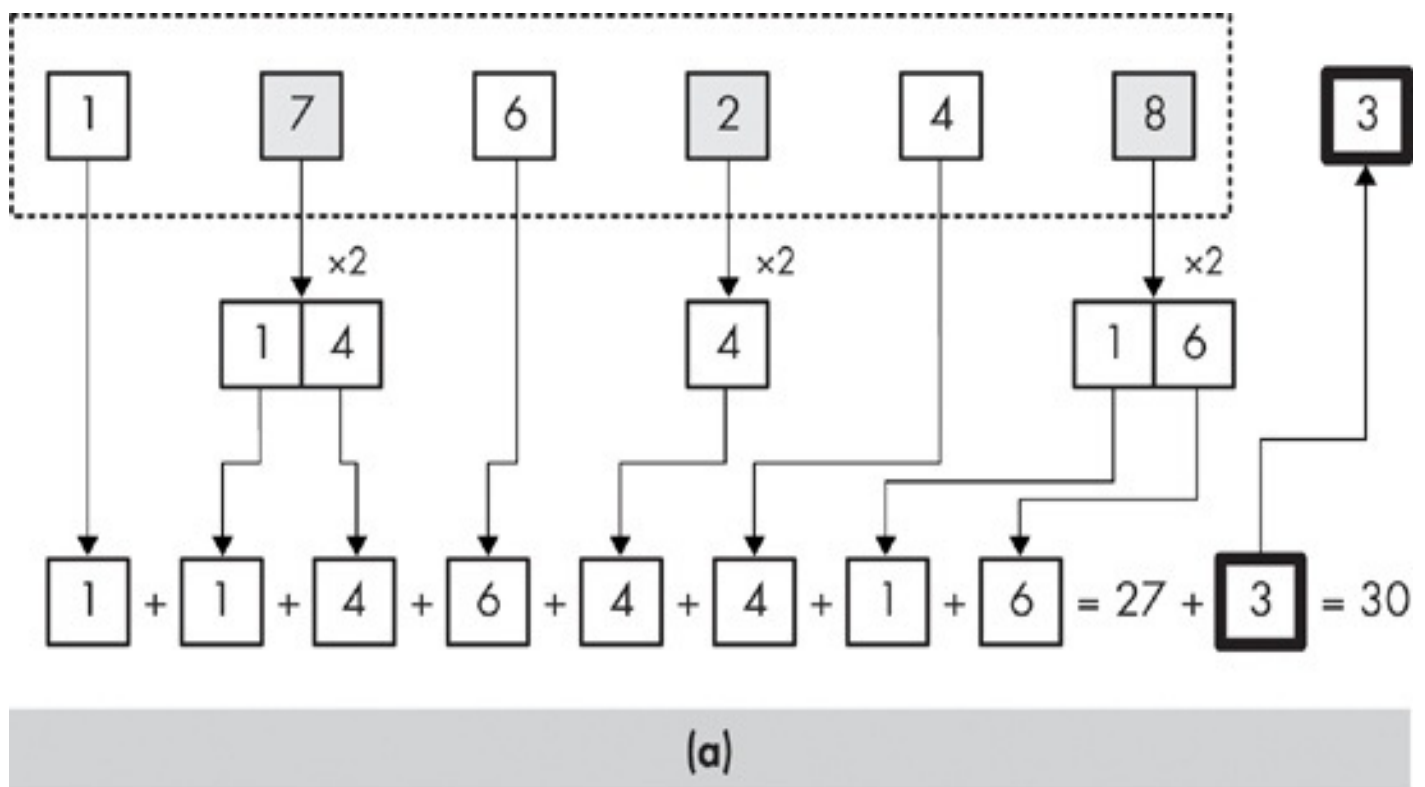 1 7 6 2 4 8 3
×2 ×2 ×2
1 4 4 1 6
1 + 1 + 4 + 6 + 4 + 4 + 1 + 6 = 27 + 3 = 30
(a)